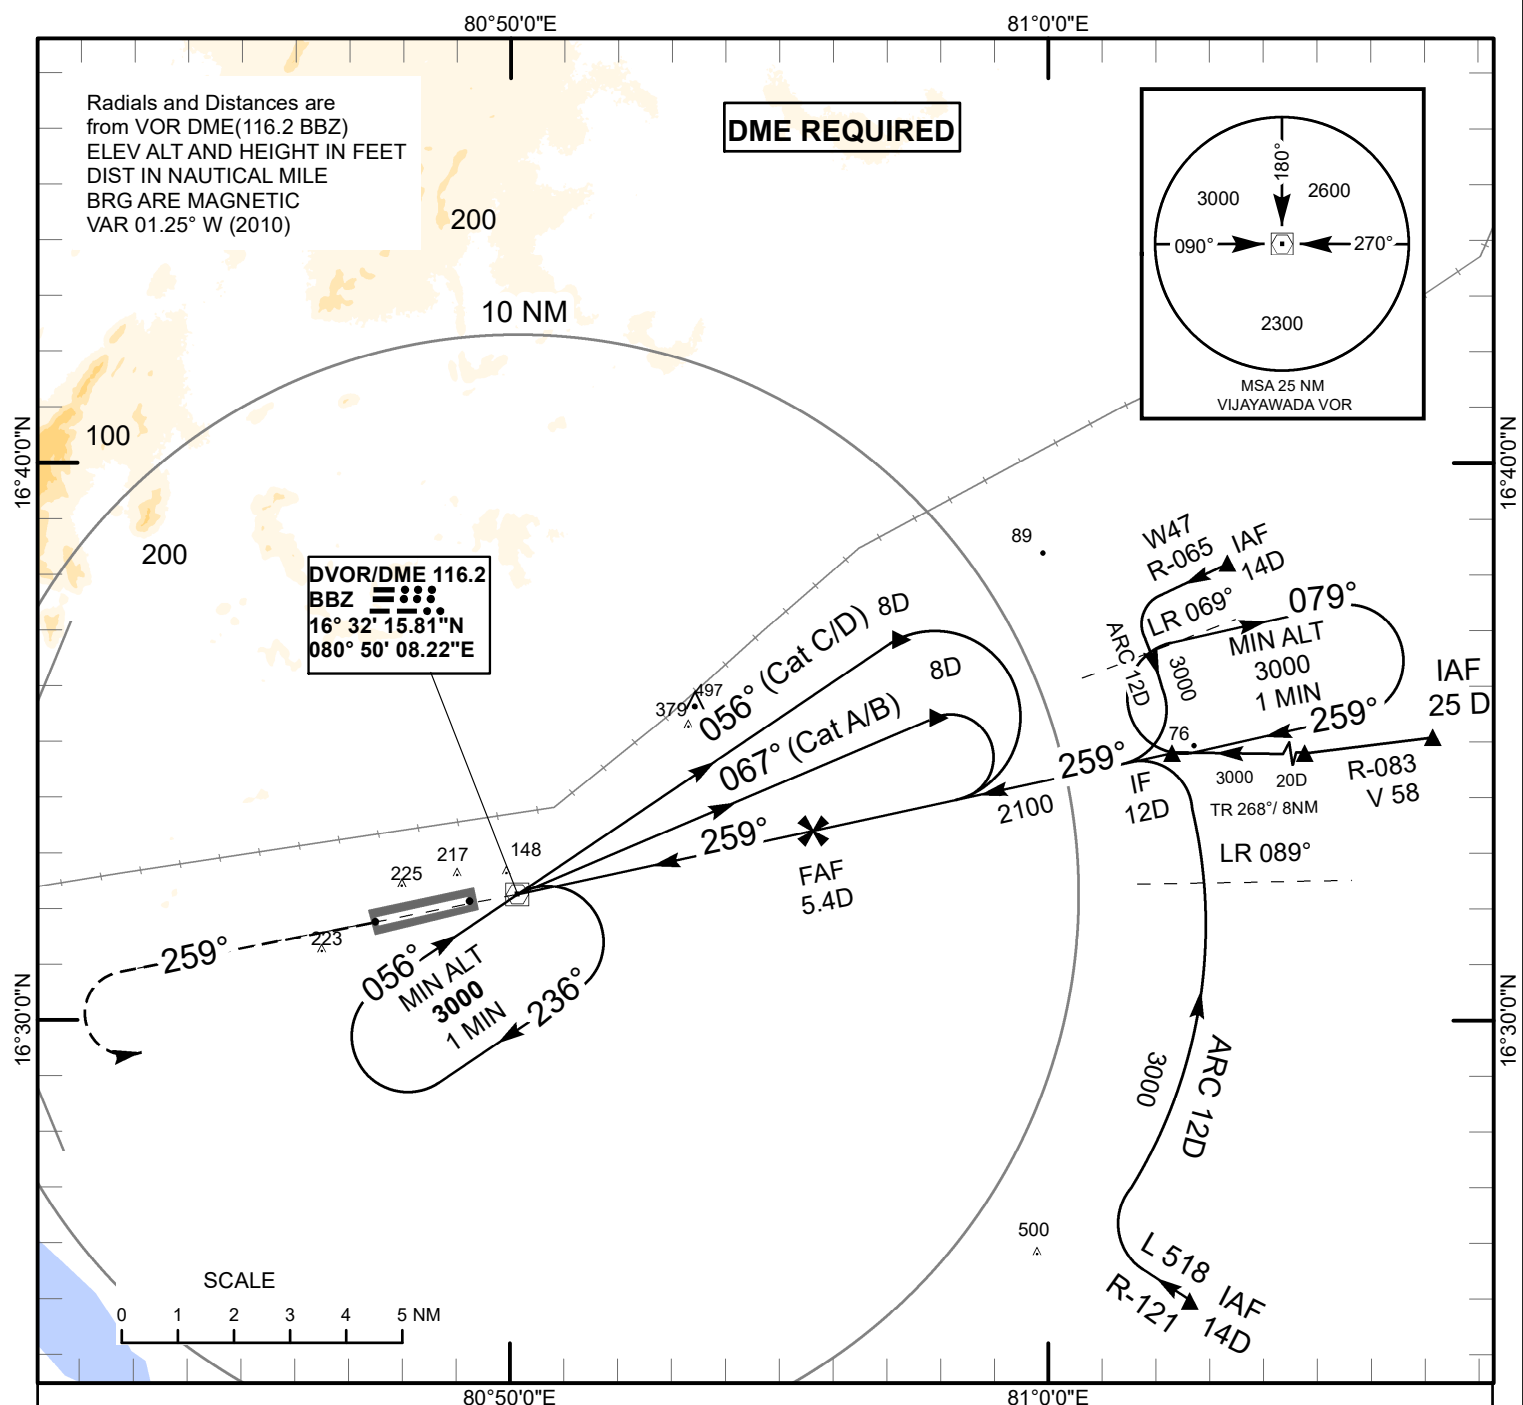 80°50'0"E
81°0'0"E
Radials and Distances are
from VOR DME(116.2 BBZ)
ELEV ALT AND HEIGHT IN FEET
DIST IN NAUTICAL MILE
BRG ARE MAGNETIC
VAR 01.25° W (2010)
DME REQUIRED
180°
3000
2600
090°
270°
2300
MSA 25 NM
VIJAYAWADA VOR
200
10 NM
100
200
16°40'0"N
16°40'0"N
DVOR/DME 116.2
BBZ
16° 32' 15.81"N
080° 50' 08.22"E
89
W47
R-065
IAF
14D
LR 069°
079°
MIN ALT
3000
1 MIN
259°
ARC 12D
3000
IAF
25 D
76
8D
8D
056° (Cat C/D)
067° (Cat A/B)
497
379
259°
2100
IF
12D
3000
20D
TR 268°/ 8NM
R-083
V 58
LR 089°
259°
FAF
5.4D
148
217
225
223
259°
056°
MIN ALT
3000
1 MIN
236°
16°30'0"N
16°30'0"N
ARC 12D
3000
500
L 518
R-121
IAF
14D
SCALE
0 1 2 3 4 5 NM
80°50'0"E
81°0'0"E